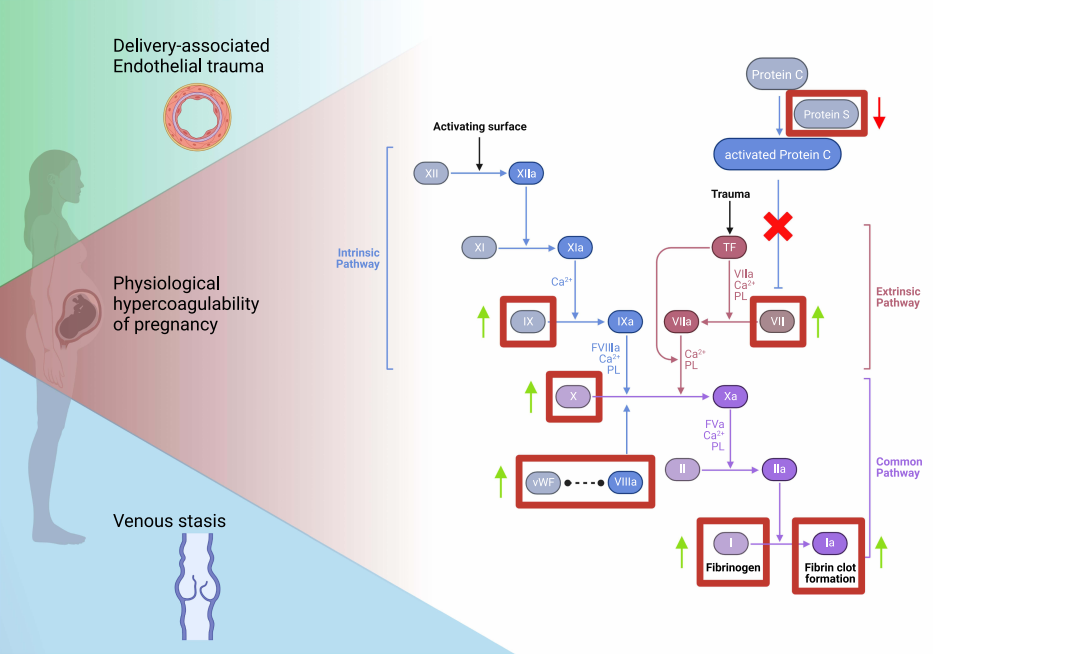 Delivery-associated
Endothelial trauma
Physiological
hypercoagulability
of pregnancy
Venous stasis
Protein C
Protein S
activated Protein C
Activating surface
XII
XIIa
Trauma
Intrinsic
Pathway
XI
XIa
TF
Ca²⁺
VIIa
Ca²⁺
PL
Extrinsic
Pathway
IX
IXa
VIIa
VII
FVIIIa
Ca²⁺
PL
Ca²⁺
PL
X
Xa
FVa
Ca²⁺
PL
Common
Pathway
II
IIa
vWF
VIIIa
I
Ia
Fibrinogen
Fibrin clot
formation